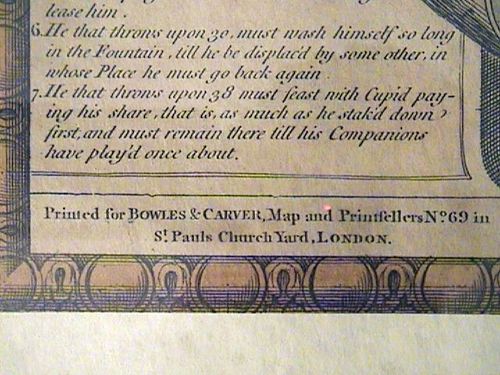 lease him.
6. He that throws upon 30, must wash himself so long
in the Fountain, till he be displac'd by some other, in
whose Place he must go back again.
7. He that throws upon 38 must feast with Cupid pay-
ing his share, that is, as much as he stak'd down
first, and must remain there till his Companions
have play'd once about.
Printed for BOWLES & CARVER, Map and Printsellers No. 69 in
St. Pauls Church Yard, LONDON.